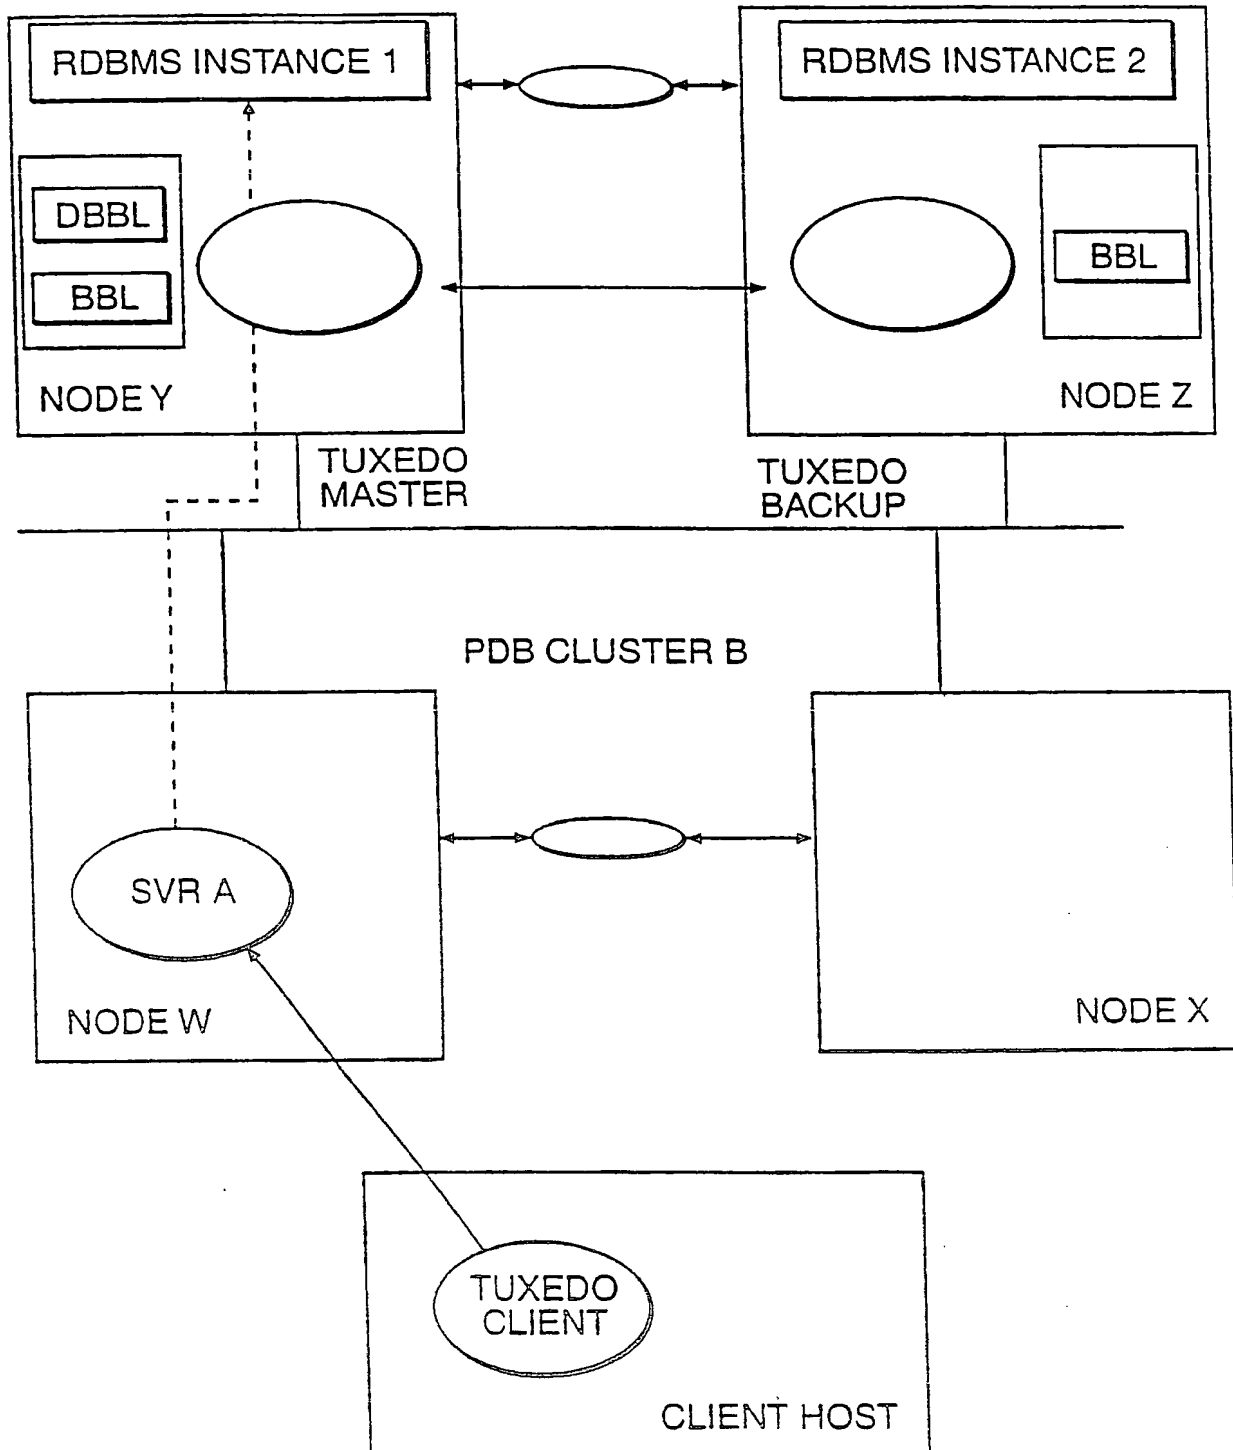 RDBMS INSTANCE 1
RDBMS INSTANCE 2
DBBL
BBL
BBL
NODE Y
NODE Z
TUXEDO
MASTER
TUXEDO
BACKUP
PDB CLUSTER B
SVR A
NODE W
NODE X
TUXEDO
CLIENT
CLIENT HOST